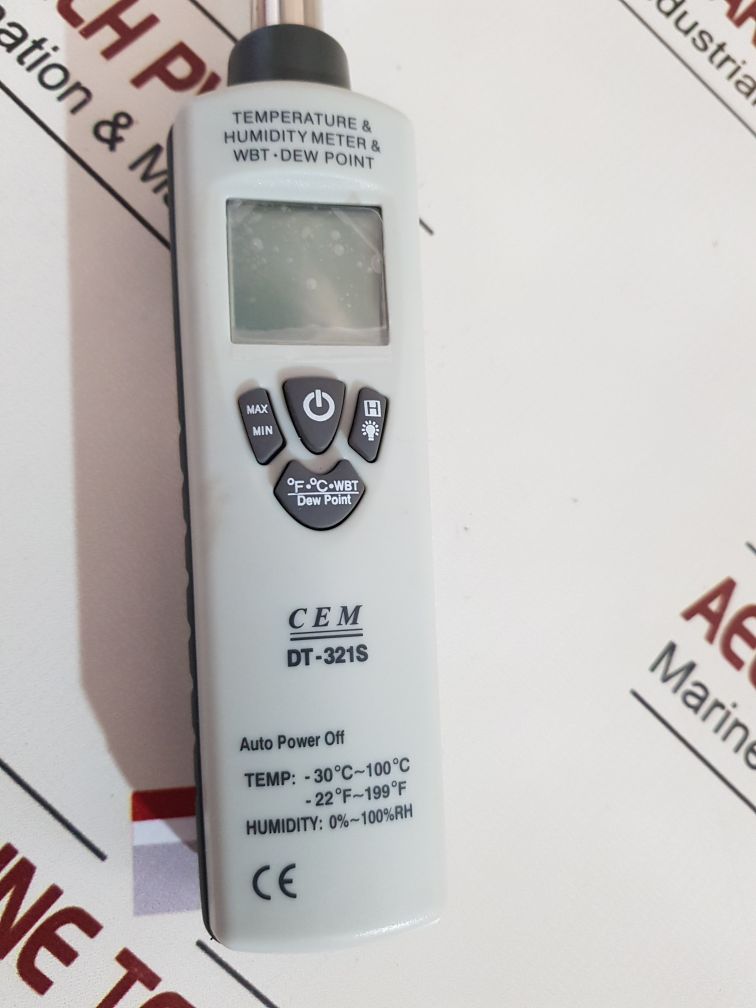 TEMPERATURE &
HUMIDITY METER &
WBT • DEW POINT
MAX
MIN
H
°F•°C•WBT
Dew Point
CEM
DT-321S
Auto Power Off
TEMP: -30°C~100°C
-22°F~199°F
HUMIDITY: 0%~100%RH
CE
ation &
Marine